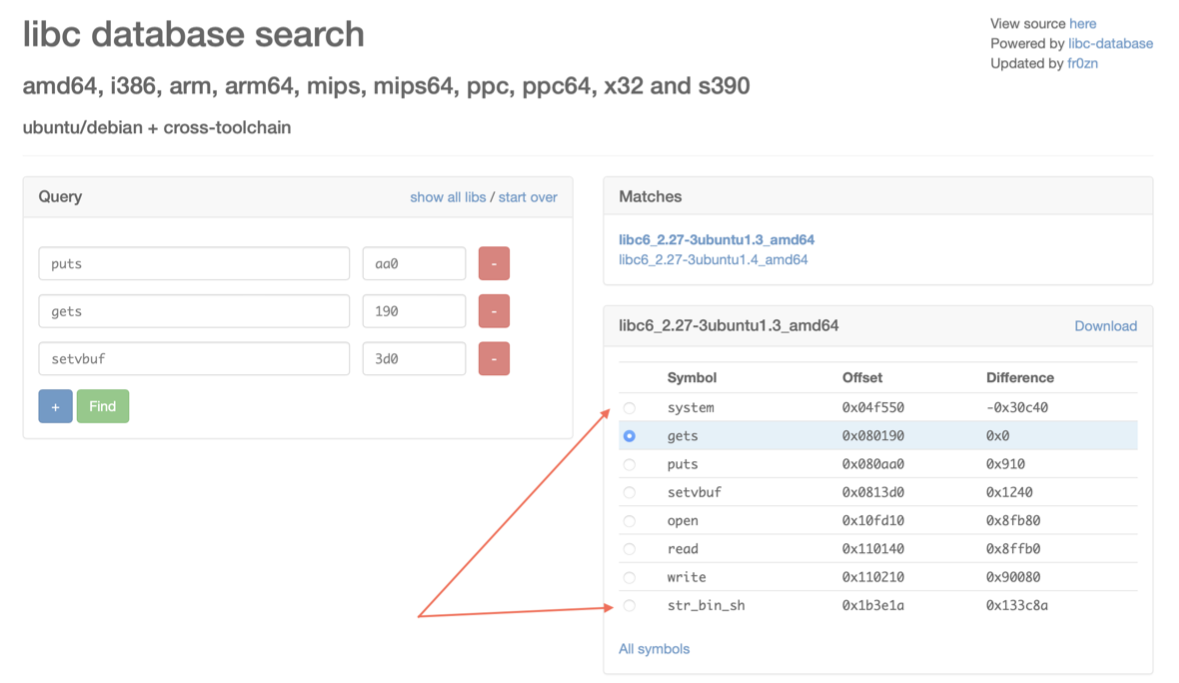 libc database search
View source here
Powered by libc-database
Updated by fr0zn
amd64, i386, arm, arm64, mips, mips64, ppc, ppc64, x32 and s390
ubuntu/debian + cross-toolchain
Query show all libs / start over
puts aa0 -
gets 190 -
setvbuf 3d0 -
+ Find
Matches
libc6_2.27-3ubuntu1.3_amd64
libc6_2.27-3ubuntu1.4_amd64
libc6_2.27-3ubuntu1.3_amd64 Download
Symbol Offset Difference
system 0x04f550 -0x30c40
gets 0x080190 0x0
puts 0x080aa0 0x910
setvbuf 0x0813d0 0x1240
open 0x10fd10 0x8fb80
read 0x110140 0x8ffb0
write 0x110210 0x90080
str_bin_sh 0x1b3e1a 0x133c8a
All symbols